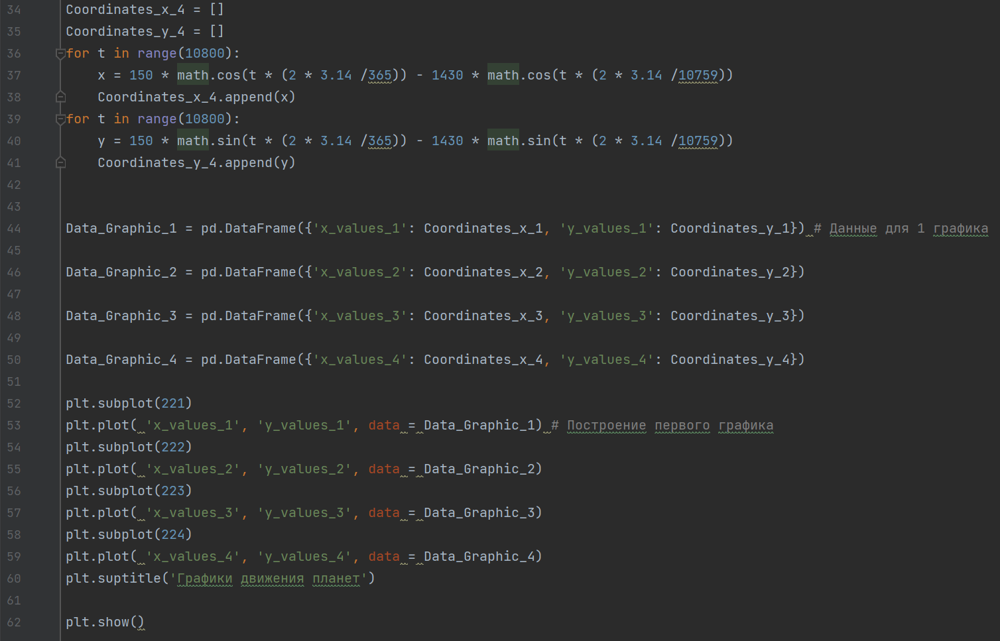 34 Coordinates_x_4 = []
35 Coordinates_y_4 = []
36 for t in range(10800):
37     x = 150 * math.cos(t * (2 * 3.14 /365)) - 1430 * math.cos(t * (2 * 3.14 /10759))
38     Coordinates_x_4.append(x)
39 for t in range(10800):
40     y = 150 * math.sin(t * (2 * 3.14 /365)) - 1430 * math.sin(t * (2 * 3.14 /10759))
41     Coordinates_y_4.append(y)
42
43
44 Data_Graphic_1 = pd.DataFrame({'x_values_1': Coordinates_x_1, 'y_values_1': Coordinates_y_1}) # Данные для 1 графика
45
46 Data_Graphic_2 = pd.DataFrame({'x_values_2': Coordinates_x_2, 'y_values_2': Coordinates_y_2})
47
48 Data_Graphic_3 = pd.DataFrame({'x_values_3': Coordinates_x_3, 'y_values_3': Coordinates_y_3})
49
50 Data_Graphic_4 = pd.DataFrame({'x_values_4': Coordinates_x_4, 'y_values_4': Coordinates_y_4})
51
52 plt.subplot(221)
53 plt.plot( 'x_values_1', 'y_values_1', data = Data_Graphic_1) # Построение первого графика
54 plt.subplot(222)
55 plt.plot( 'x_values_2', 'y_values_2', data = Data_Graphic_2)
56 plt.subplot(223)
57 plt.plot( 'x_values_3', 'y_values_3', data = Data_Graphic_3)
58 plt.subplot(224)
59 plt.plot( 'x_values_4', 'y_values_4', data = Data_Graphic_4)
60 plt.suptitle('Графики движения планет')
61
62 plt.show()